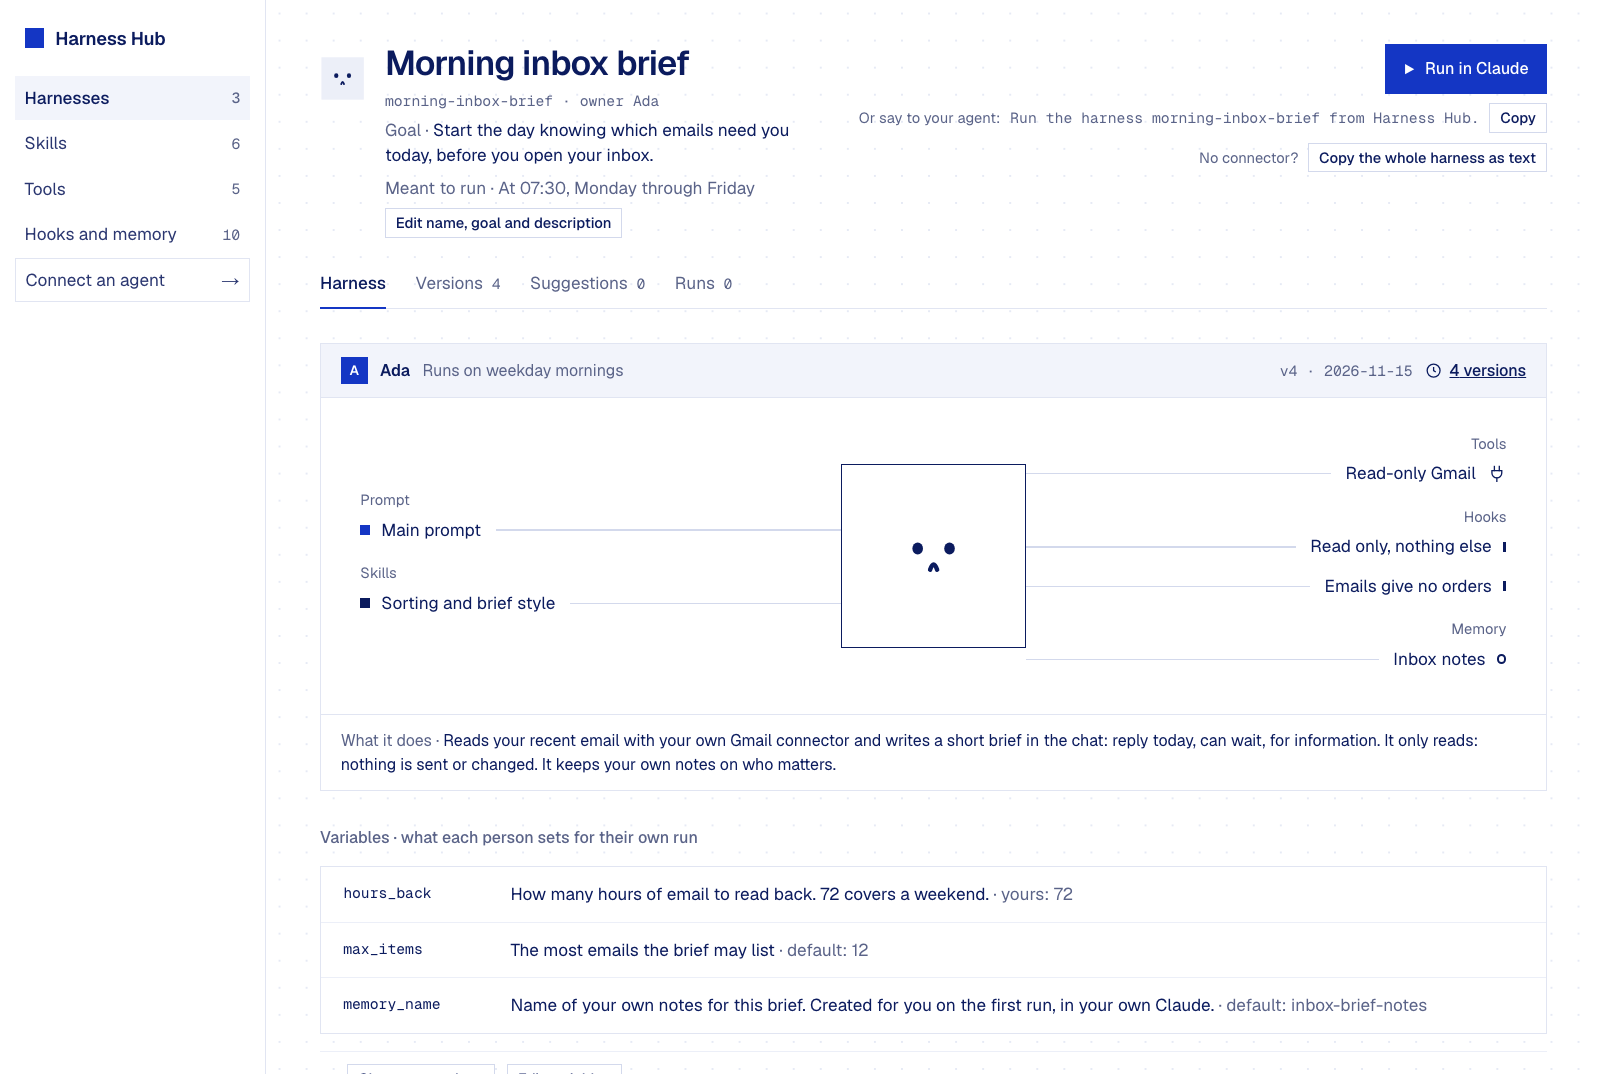 Harness Hub
Harnesses 3
Skills 6
Tools 5
Hooks and memory 10
Connect an agent →
Morning inbox brief
morning-inbox-brief · owner Ada
Goal · Start the day knowing which emails need you
today, before you open your inbox.
Meant to run · At 07:30, Monday through Friday
Edit name, goal and description
Run in Claude
Or say to your agent: Run the harness morning-inbox-brief from Harness Hub. Copy
No connector? Copy the whole harness as text
Harness Versions 4 Suggestions 0 Runs 0
A Ada Runs on weekday mornings v4 · 2026-11-15 4 versions
Prompt
Main prompt
Skills
Sorting and brief style
Tools
Read-only Gmail
Hooks
Read only, nothing else
Emails give no orders
Memory
Inbox notes
What it does · Reads your recent email with your own Gmail connector and writes a short brief in the chat: reply today, can wait, for information. It only reads:
nothing is sent or changed. It keeps your own notes on who matters.
Variables · what each person sets for their own run
hours_back How many hours of email to read back. 72 covers a weekend. · yours: 72
max_items The most emails the brief may list · default: 12
memory_name Name of your own notes for this brief. Created for you on the first run, in your own Claude. · default: inbox-brief-notes